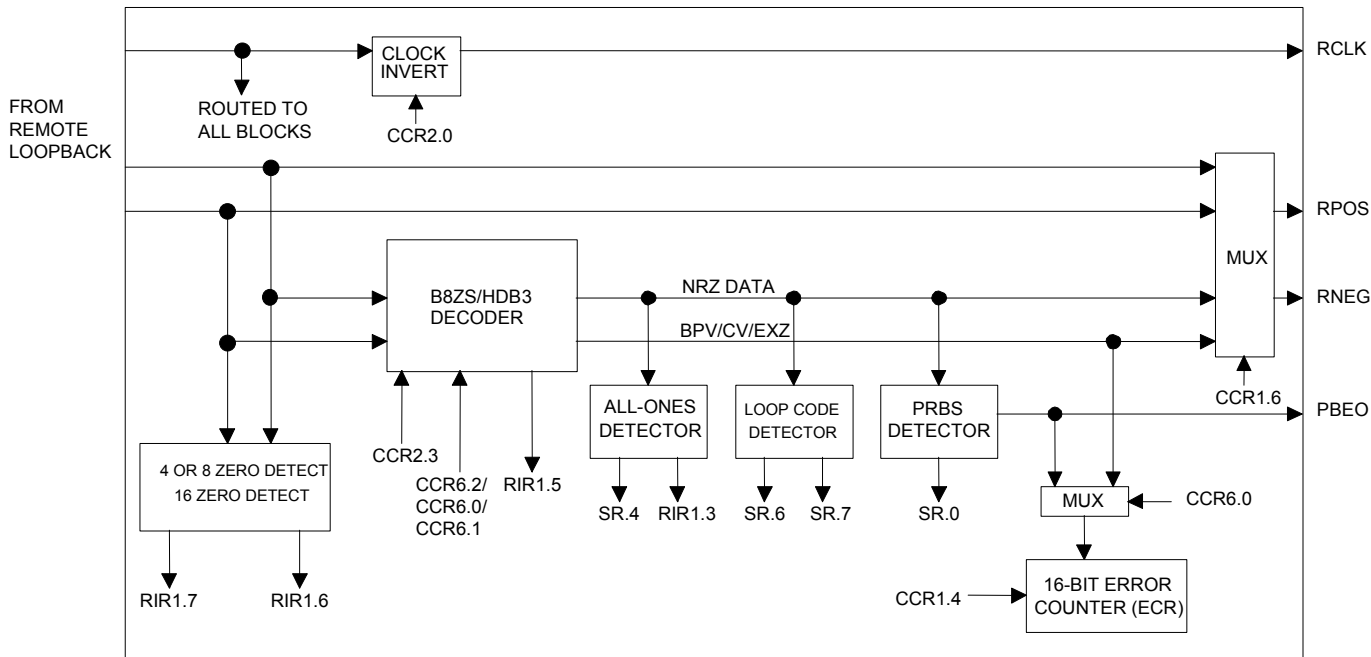 FROM
REMOTE
LOOPBACK
CLOCK
INVERT
RCLK
ROUTED TO
ALL BLOCKS
CCR2.0
RPOS
MUX
B8ZS/HDB3
DECODER
NRZ DATA
RNEG
BPV/CV/EXZ
CCR1.6
ALL-ONES
DETECTOR
LOOP CODE
DETECTOR
PRBS
DETECTOR
PBEO
4 OR 8 ZERO DETECT
16 ZERO DETECT
CCR2.3
CCR6.2/
CCR6.0/
CCR6.1
RIR1.5
SR.4
RIR1.3
SR.6
SR.7
SR.0
MUX
CCR6.0
RIR1.7
RIR1.6
CCR1.4
16-BIT ERROR
COUNTER (ECR)